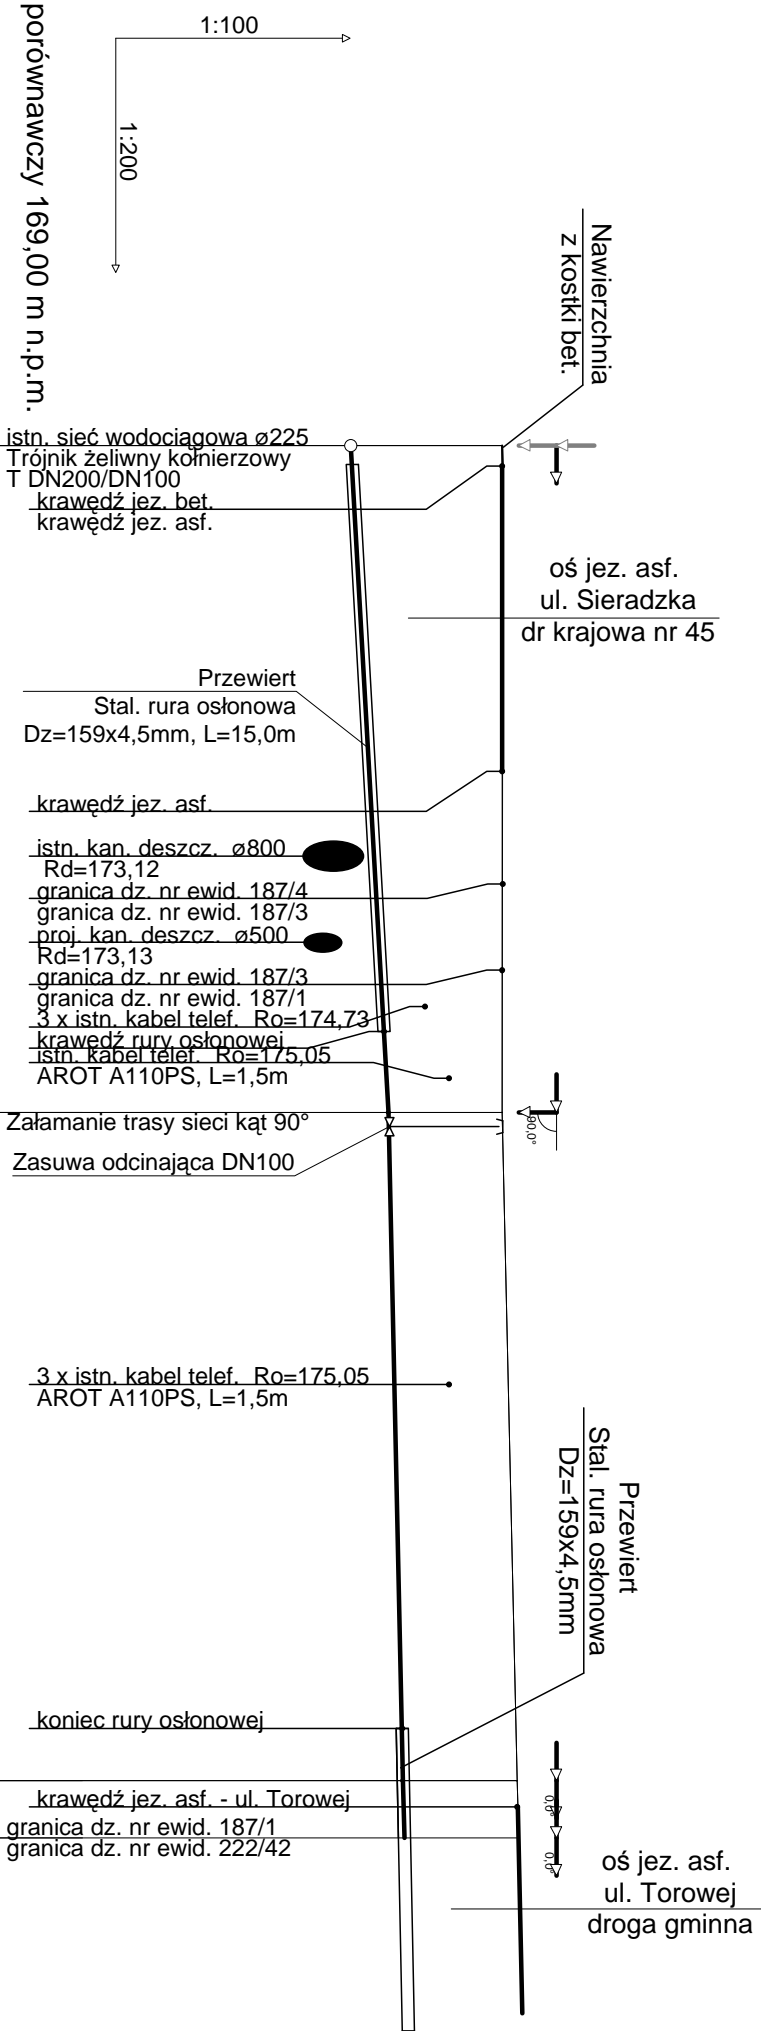 1:100
1:200
porównawczy 169,00 m n.p.m.
Nawierzchnia
z kostki bet.
istn. sieć wodociągowa ø225
Trójnik żeliwny kołnierzowy
T DN200/DN100
krawędź jez. bet.
krawędź jez. asf.
oś jez. asf.
ul. Sieradzka
dr krajowa nr 45
Przewiert
Stal. rura osłonowa
Dz=159x4,5mm, L=15,0m
krawędź jez. asf.
istn. kan. deszcz. ø800
Rd=173,12
granica dz. nr ewid. 187/4
granica dz. nr ewid. 187/3
proj. kan. deszcz. ø500
Rd=173,13
granica dz. nr ewid. 187/3
granica dz. nr ewid. 187/1
3 x istn. kabel telef. Ro=174,73
krawędź rury osłonowej
istn. kabel telef. Ro=175,05
AROT A110PS, L=1,5m
Załamanie trasy sieci kąt 90°
90,0°
Zasuwa odcinająca DN100
3 x istn. kabel telef. Ro=175,05
AROT A110PS, L=1,5m
Przewiert
Stal. rura osłonowa
Dz=159x4,5mm
koniec rury osłonowej
krawędź jez. asf. - ul. Torowej
0,0°
granica dz. nr ewid. 187/1
granica dz. nr ewid. 222/42
0,0°
oś jez. asf.
ul. Torowej
droga gminna